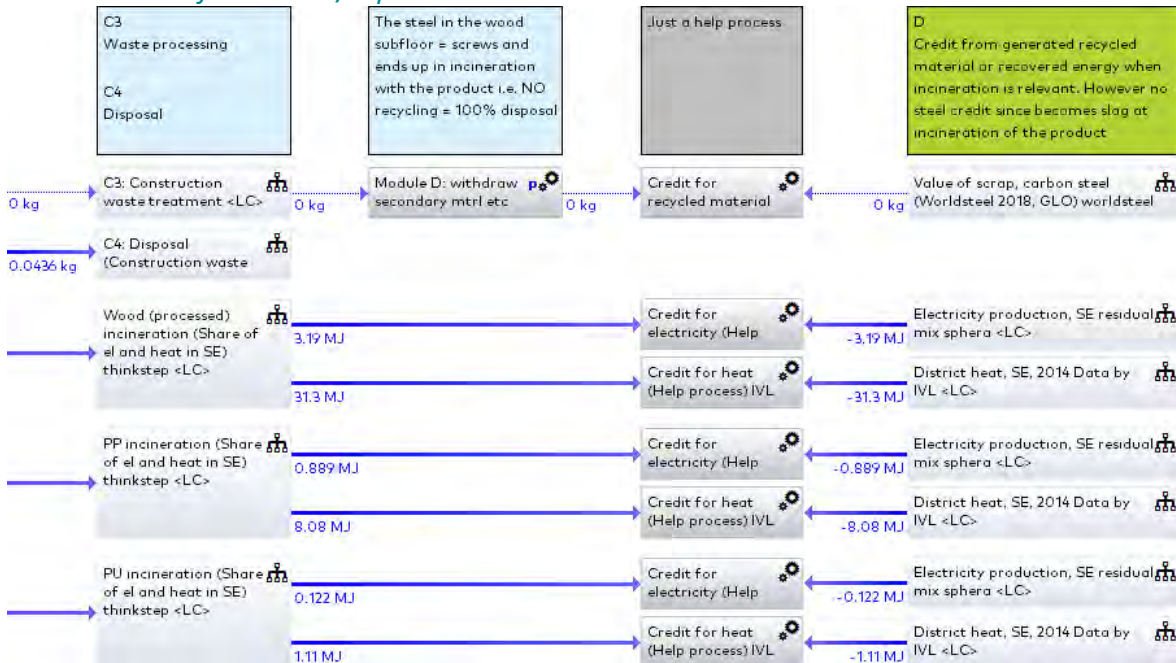 C3
Waste processing
C4
Disposal
The steel in the wood
subfloor = screws and
ends up in incineration
with the product i.e. NO
recycling = 100% disposal
Just a help process
D
Credit from generated recycled
material or recovered energy when
incineration is relevant. However no
steel credit since becomes slag at
incineration of the product
0 kg
C3: Construction
waste treatment <LC>
0 kg
Module D: withdraw p
secondary mtrl etc
0 kg
Credit for
recycled material
0 kg
Value of scrap, carbon steel
(Worldsteel 2018, GLO) worldsteel
0.0436 kg
C4: Disposal
(Construction waste
Wood (processed)
incineration (Share of
el and heat in SE)
thinkstep <LC>
3.19 MJ
Credit for
electricity (Help
-3.19 MJ
Electricity production, SE residual
mix sphera <LC>
31.3 MJ
Credit for heat
(Help process) IVL
-31.3 MJ
District heat, SE, 2014 Data by
IVL <LC>
PP incineration (Share
of el and heat in SE)
thinkstep <LC>
0.889 MJ
Credit for
electricity (Help
-0.889 MJ
Electricity production, SE residual
mix sphera <LC>
8.08 MJ
Credit for heat
(Help process) IVL
-8.08 MJ
District heat, SE, 2014 Data by
IVL <LC>
PU incineration (Share
of el and heat in SE)
thinkstep <LC>
0.122 MJ
Credit for
electricity (Help
-0.122 MJ
Electricity production, SE residual
mix sphera <LC>
1.11 MJ
Credit for heat
(Help process) IVL
-1.11 MJ
District heat, SE, 2014 Data by
IVL <LC>